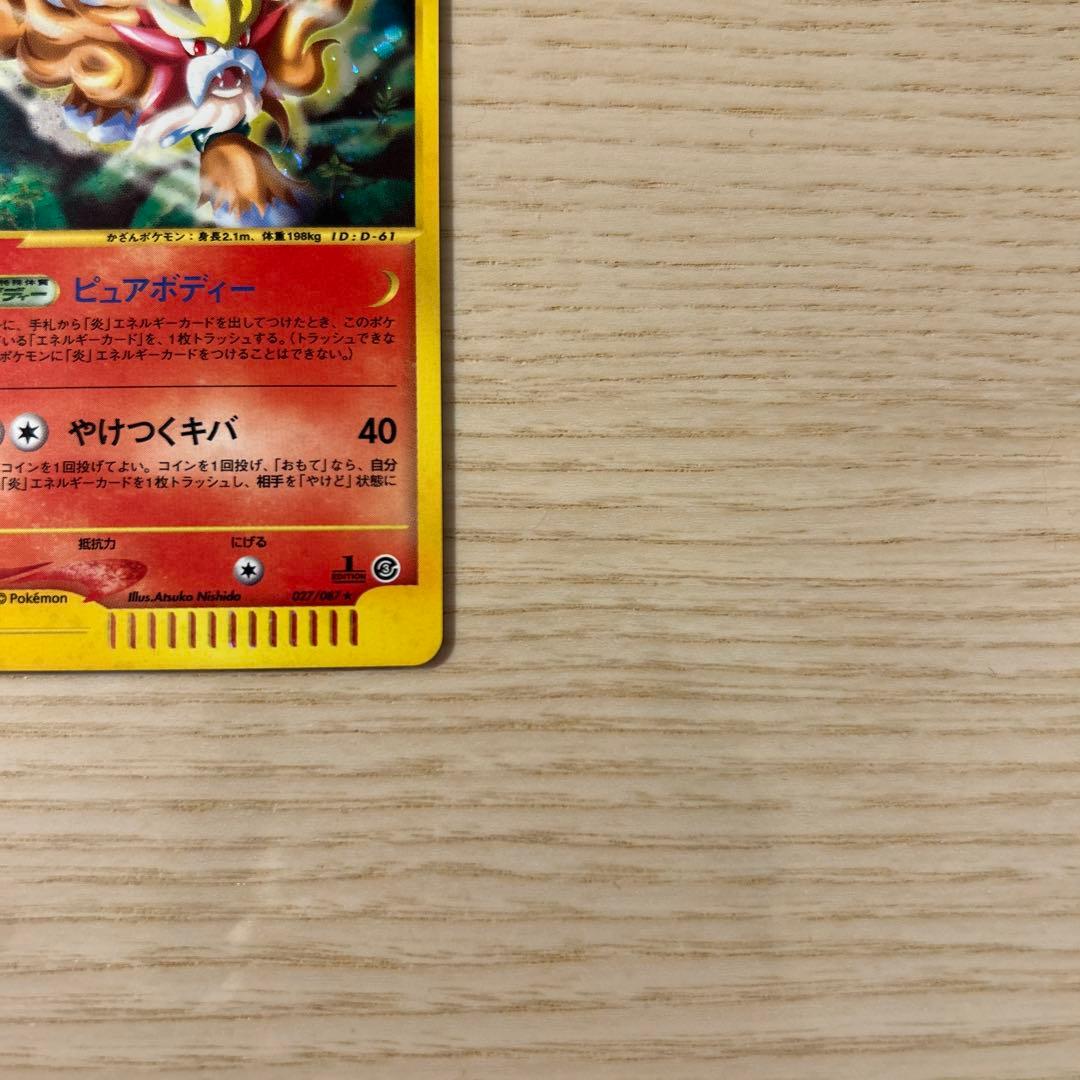 かざんポケモン：身長2.1m、体重198kg ID:D-61
特殊体質
ディー ピュアボディー
に、手札から「炎」エネルギーカードを出してつけたとき、このポケ
いる「エネルギーカード」を、1枚トラッシュする。（トラッシュできな
ポケモンに「炎」エネルギーカードをつけることはできない。）
やけつくキバ 40
コインを1回投げてよい。コインを1回投げ、「おもて」なら、自分
「炎」エネルギーカードを1枚トラッシュし、相手を「やけど」状態に
抵抗力 にげる
1 EDITION
© Pokémon Illus.Atsuko Nishida 027/087 ★